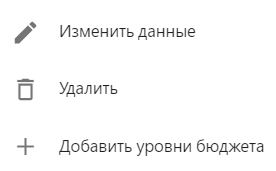 Изменить данные
Удалить
Добавить уровни бюджета